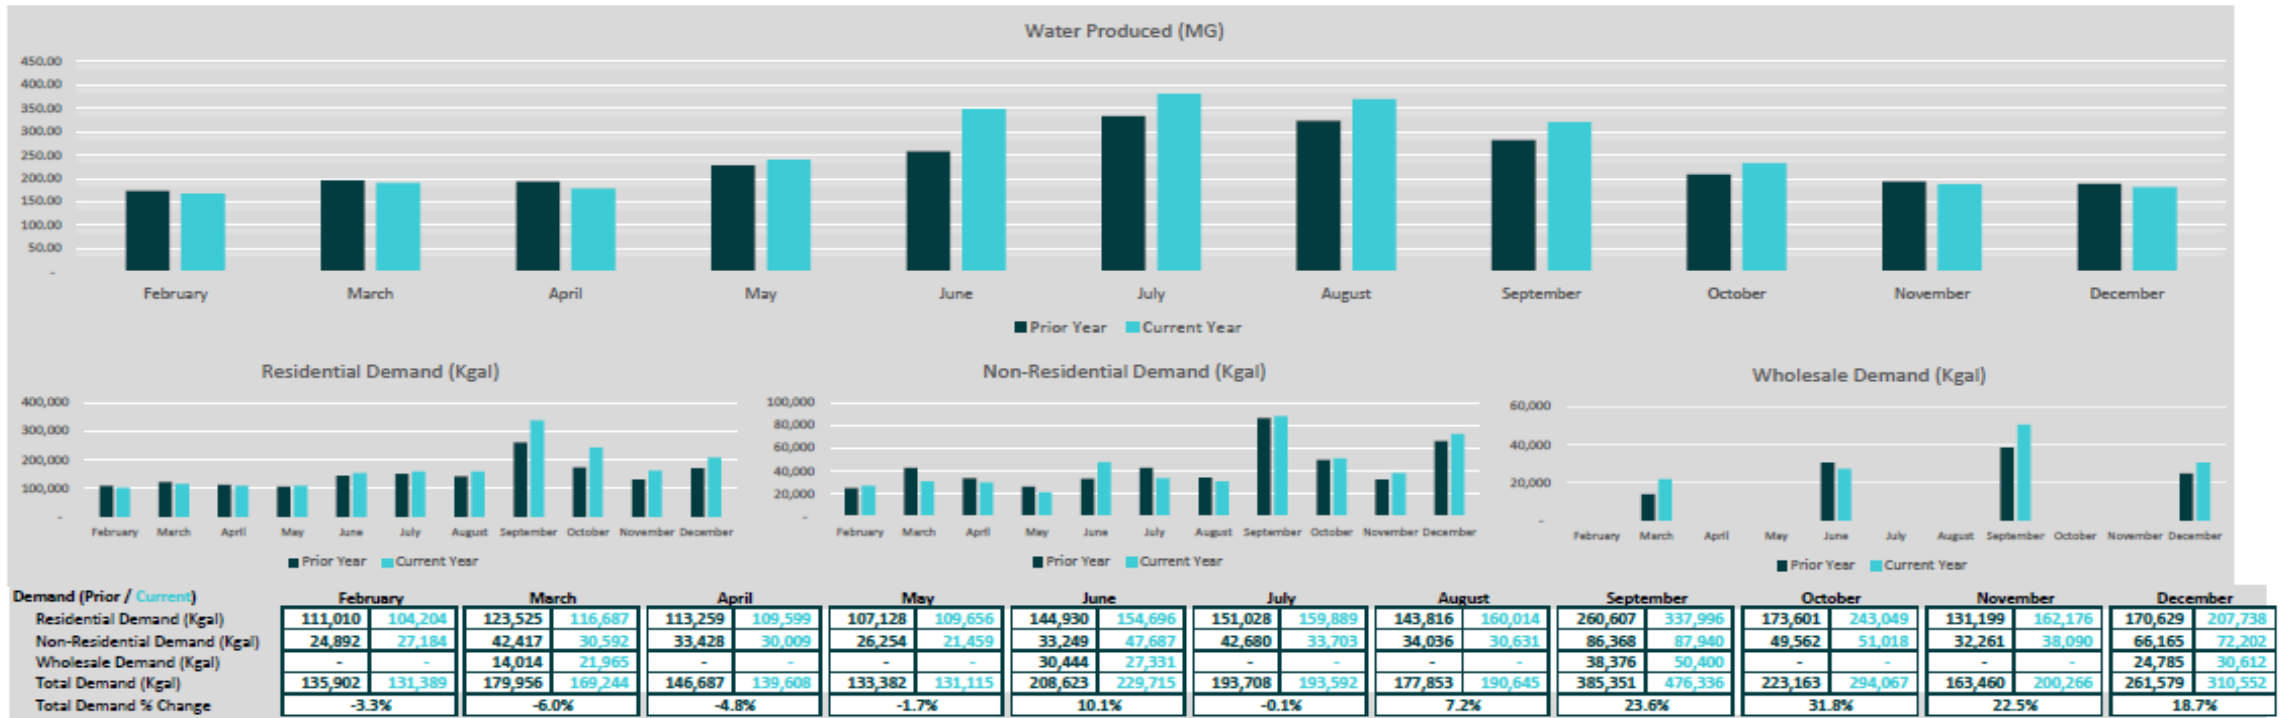 Water Produced (MG)
450.00
400.00
350.00
300.00
250.00
200.00
150.00
100.00
50.00
-
February March April May June July August September October November December
Prior Year Current Year
Residential Demand (Kgal)
400,000
300,000
200,000
100,000
-
February March April May June July August September October November December
Prior Year Current Year
Non-Residential Demand (Kgal)
100,000
80,000
60,000
40,000
20,000
-
February March April May June July August September October November December
Prior Year Current Year
Wholesale Demand (Kgal)
60,000
40,000
20,000
-
February March April May June July August September October November December
Prior Year Current Year
Demand (Prior / Current) February March April May June July August September October November December
Residential Demand (Kgal) 111,010 104,204 123,525 116,687 113,259 109,599 107,128 109,656 144,930 154,696 151,028 159,889 143,816 160,014 260,607 337,996 173,601 243,049 131,199 162,176 170,629 207,738
Non-Residential Demand (Kgal) 24,892 27,184 42,417 30,592 33,428 30,009 26,254 21,459 33,249 47,687 42,680 33,703 34,036 30,631 86,368 87,940 49,562 51,018 32,261 38,090 66,165 72,202
Wholesale Demand (Kgal) - - 14,014 21,965 - - - - 30,444 27,331 - - - - 38,376 50,400 - - - - 24,785 30,612
Total Demand (Kgal) 135,902 131,389 179,956 169,244 146,687 139,608 133,382 131,115 208,623 229,715 193,708 193,592 177,853 190,645 385,351 476,336 223,163 294,067 163,460 200,266 261,579 310,552
Total Demand % Change -3.3% -6.0% -4.8% -1.7% 10.1% -0.1% 7.2% 23.6% 31.8% 22.5% 18.7%